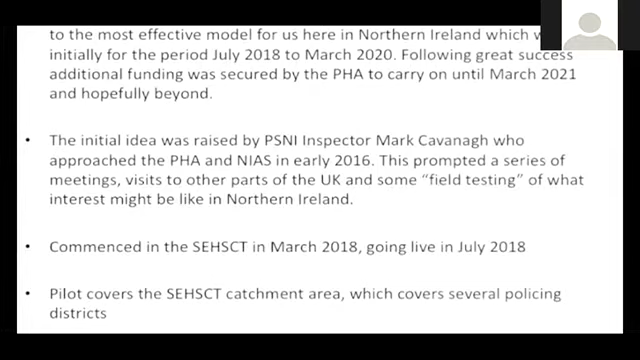 to the most effective model for us here in Northern Ireland which w
initially for the period July 2018 to March 2020. Following great success
additional funding was secured by the PHA to carry on until March 2021
and hopefully beyond.
• The initial idea was raised by PSNI Inspector Mark Cavanagh who
approached the PHA and NIAS in early 2016. This prompted a series of
meetings, visits to other parts of the UK and some “field testing” of what
interest might be like in Northern Ireland.
• Commenced in the SEHSCT in March 2018, going live in July 2018
• Pilot covers the SEHSCT catchment area, which covers several policing
districts